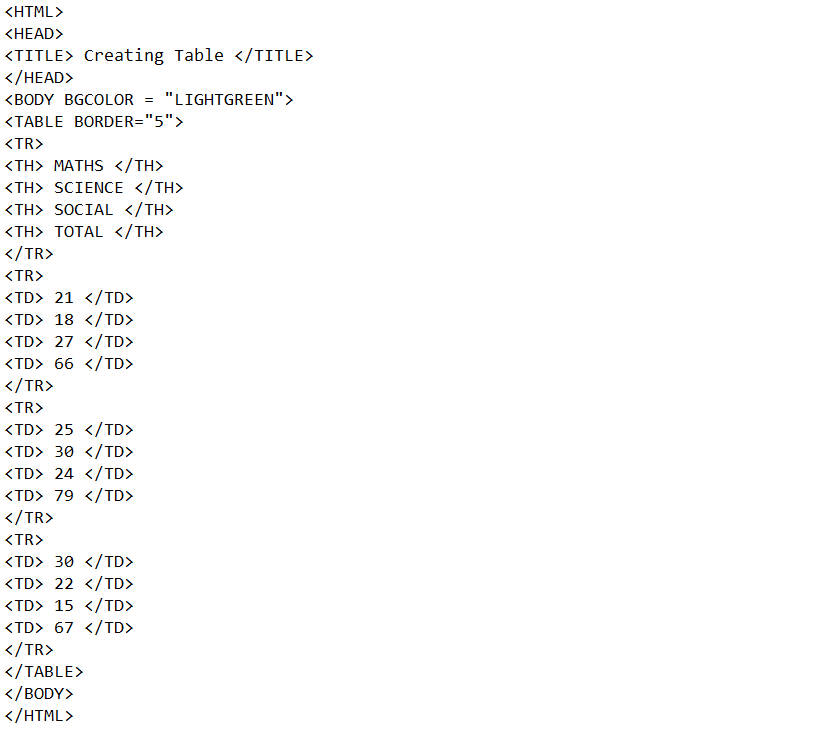 <HTML>
<HEAD>
<TITLE> Creating Table </TITLE>
</HEAD>
<BODY BGCOLOR = "LIGHTGREEN">
<TABLE BORDER="5">
<TR>
<TH> MATHS </TH>
<TH> SCIENCE </TH>
<TH> SOCIAL </TH>
<TH> TOTAL </TH>
</TR>
<TR>
<TD> 21 </TD>
<TD> 18 </TD>
<TD> 27 </TD>
<TD> 66 </TD>
</TR>
<TR>
<TD> 25 </TD>
<TD> 30 </TD>
<TD> 24 </TD>
<TD> 79 </TD>
</TR>
<TR>
<TD> 30 </TD>
<TD> 22 </TD>
<TD> 15 </TD>
<TD> 67 </TD>
</TR>
</TABLE>
</BODY>
</HTML>